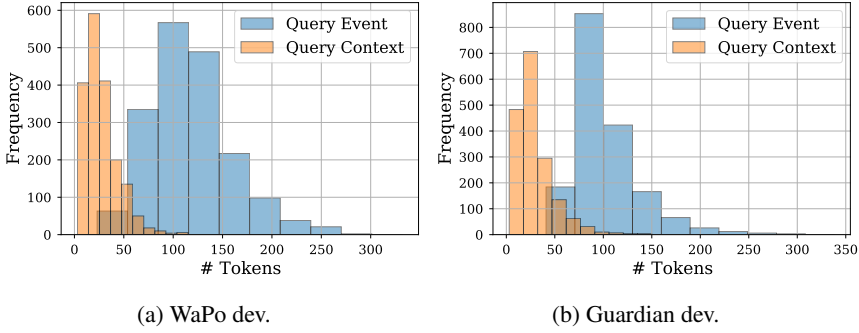 Query Event
Query Context
Frequency
600
500
400
300
200
100
0
0 50 100 150 200 250 300
# Tokens
(a) WaPo dev.
Query Event
Query Context
Frequency
800
700
600
500
400
300
200
100
0
0 50 100 150 200 250 300 350
# Tokens
(b) Guardian dev.